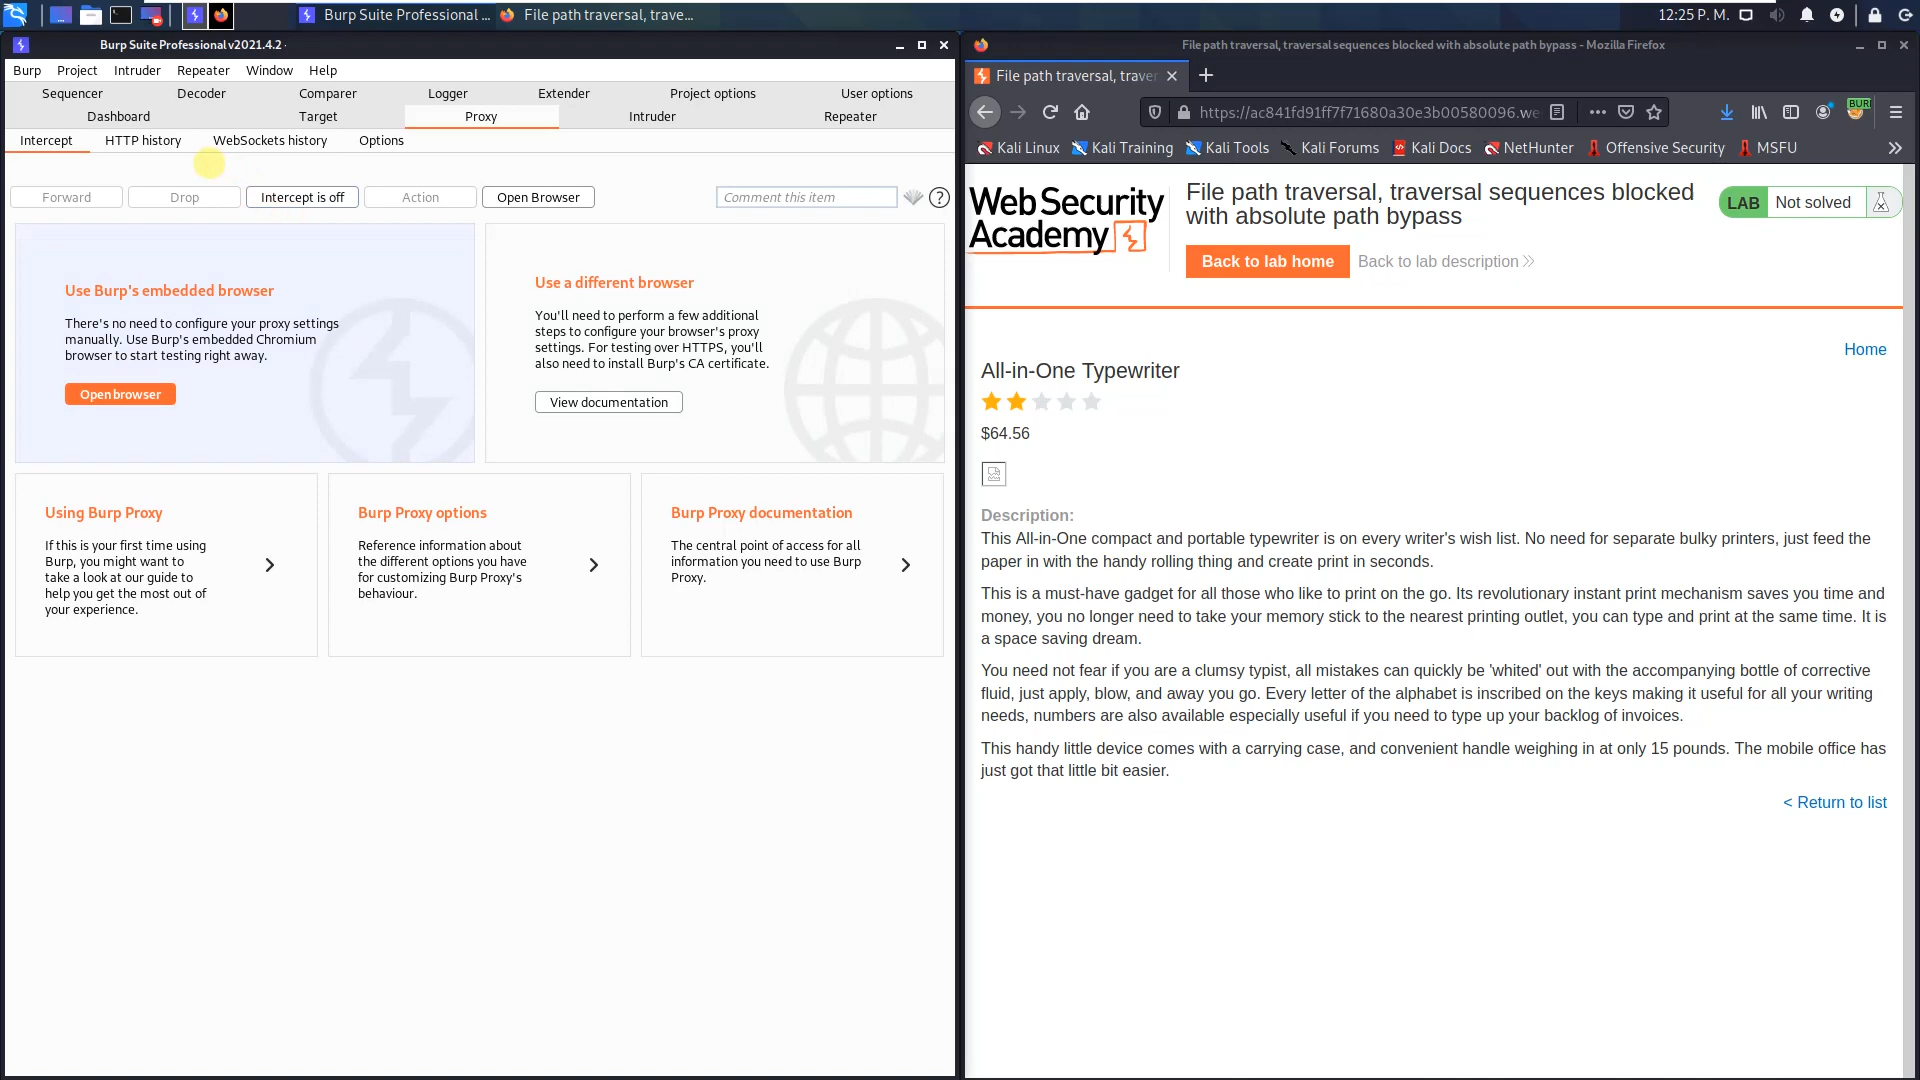 Burp Suite Professional ...
File path traversal, trave...
12:25 P. M.
Burp Suite Professional v2021.4.2
Burp Project Intruder Repeater Window Help
Sequencer Decoder Comparer Logger Extender Project options User options
Dashboard Target Proxy Intruder Repeater
Intercept HTTP history WebSockets history Options
Forward Drop Intercept is off Action Open Browser Comment this item ?
Use Burp's embedded browser
There's no need to configure your proxy settings
manually. Use Burp's embedded Chromium
browser to start testing right away.
Open browser
Use a different browser
You'll need to perform a few additional
steps to configure your browser's proxy
settings. For testing over HTTPS, you'll
also need to install Burp's CA certificate.
View documentation
Using Burp Proxy
If this is your first time using
Burp, you might want to
take a look at our guide to
help you get the most out of
your experience.
Burp Proxy options
Reference information about
the different options you have
for customizing Burp Proxy's
behaviour.
Burp Proxy documentation
The central point of access for all
information you need to use Burp
Proxy.
File path traversal, traversal sequences blocked with absolute path bypass - Mozilla Firefox
File path traversal, traver
https://ac841fd91ff7f71680a30e3b00580096.we
BURI
Kali Linux Kali Training Kali Tools Kali Forums Kali Docs NetHunter Offensive Security MSFU
Web Security
Academy
File path traversal, traversal sequences blocked
with absolute path bypass
LAB Not solved
Back to lab home Back to lab description
Home
All-in-One Typewriter
$64.56
Description:
This All-in-One compact and portable typewriter is on every writer's wish list. No need for separate bulky printers, just feed the
paper in with the handy rolling thing and create print in seconds.
This is a must-have gadget for all those who like to print on the go. Its revolutionary instant print mechanism saves you time and
money, you no longer need to take your memory stick to the nearest printing outlet, you can type and print at the same time. It is
a space saving dream.
You need not fear if you are a clumsy typist, all mistakes can quickly be 'whited' out with the accompanying bottle of corrective
fluid, just apply, blow, and away you go. Every letter of the alphabet is inscribed on the keys making it useful for all your writing
needs, numbers are also available especially useful if you need to type up your backlog of invoices.
This handy little device comes with a carrying case, and convenient handle weighing in at only 15 pounds. The mobile office has
just got that little bit easier.
< Return to list